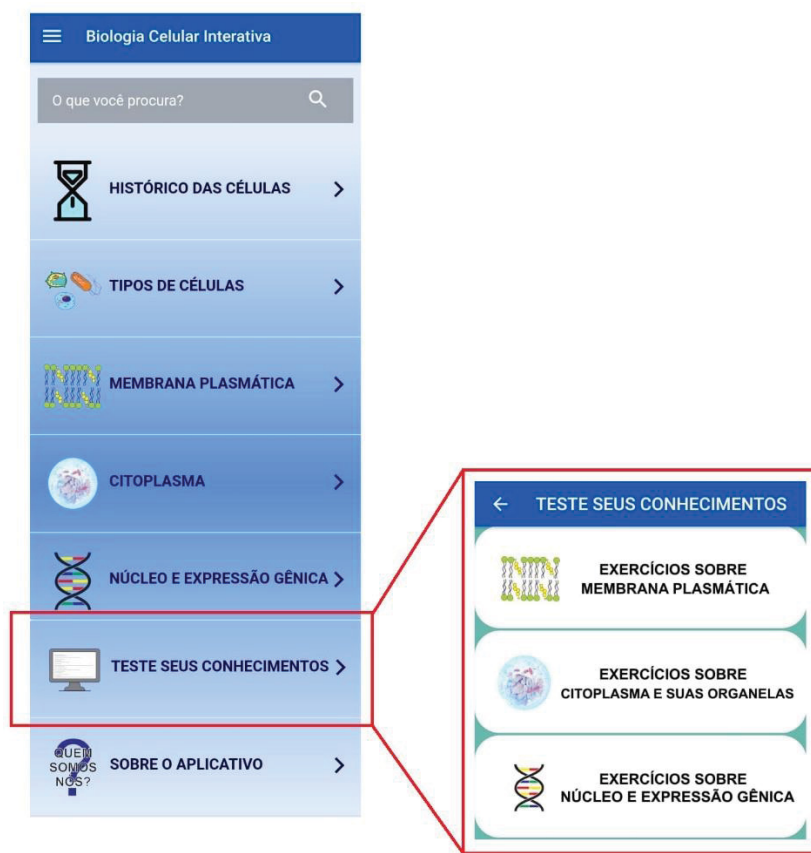 Biologia Celular Interativa
O que você procura?
HISTÓRICO DAS CÉLULAS
TIPOS DE CÉLULAS
MEMBRANA PLASMÁTICA
CITOPLASMA
NÚCLEO E EXPRESSÃO GÊNICA
TESTE SEUS CONHECIMENTOS
QUEM
SOMOS
NÓS?
SOBRE O APLICATIVO
TESTE SEUS CONHECIMENTOS
EXERCÍCIOS SOBRE
MEMBRANA PLASMÁTICA
EXERCÍCIOS SOBRE
CITOPLASMA E SUAS ORGANELAS
EXERCÍCIOS SOBRE
NÚCLEO E EXPRESSÃO GÊNICA